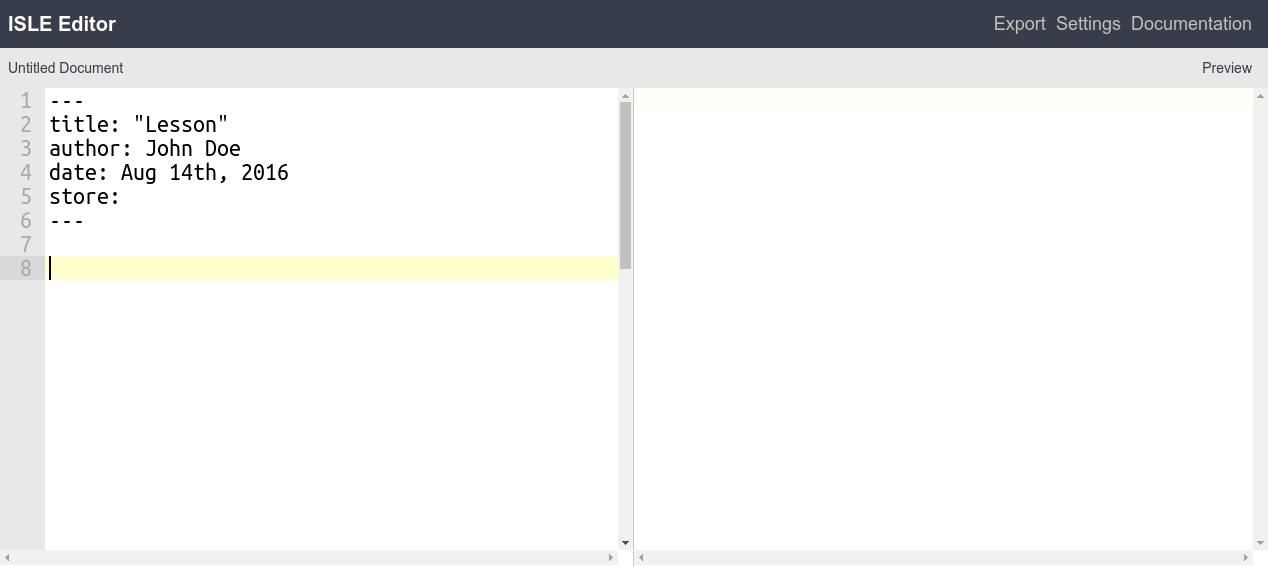 ISLE Editor
Export Settings Documentation
Untitled Document
Preview
1 ---
2 title: "Lesson"
3 author: John Doe
4 date: Aug 14th, 2016
5 store:
6 ---
7
8